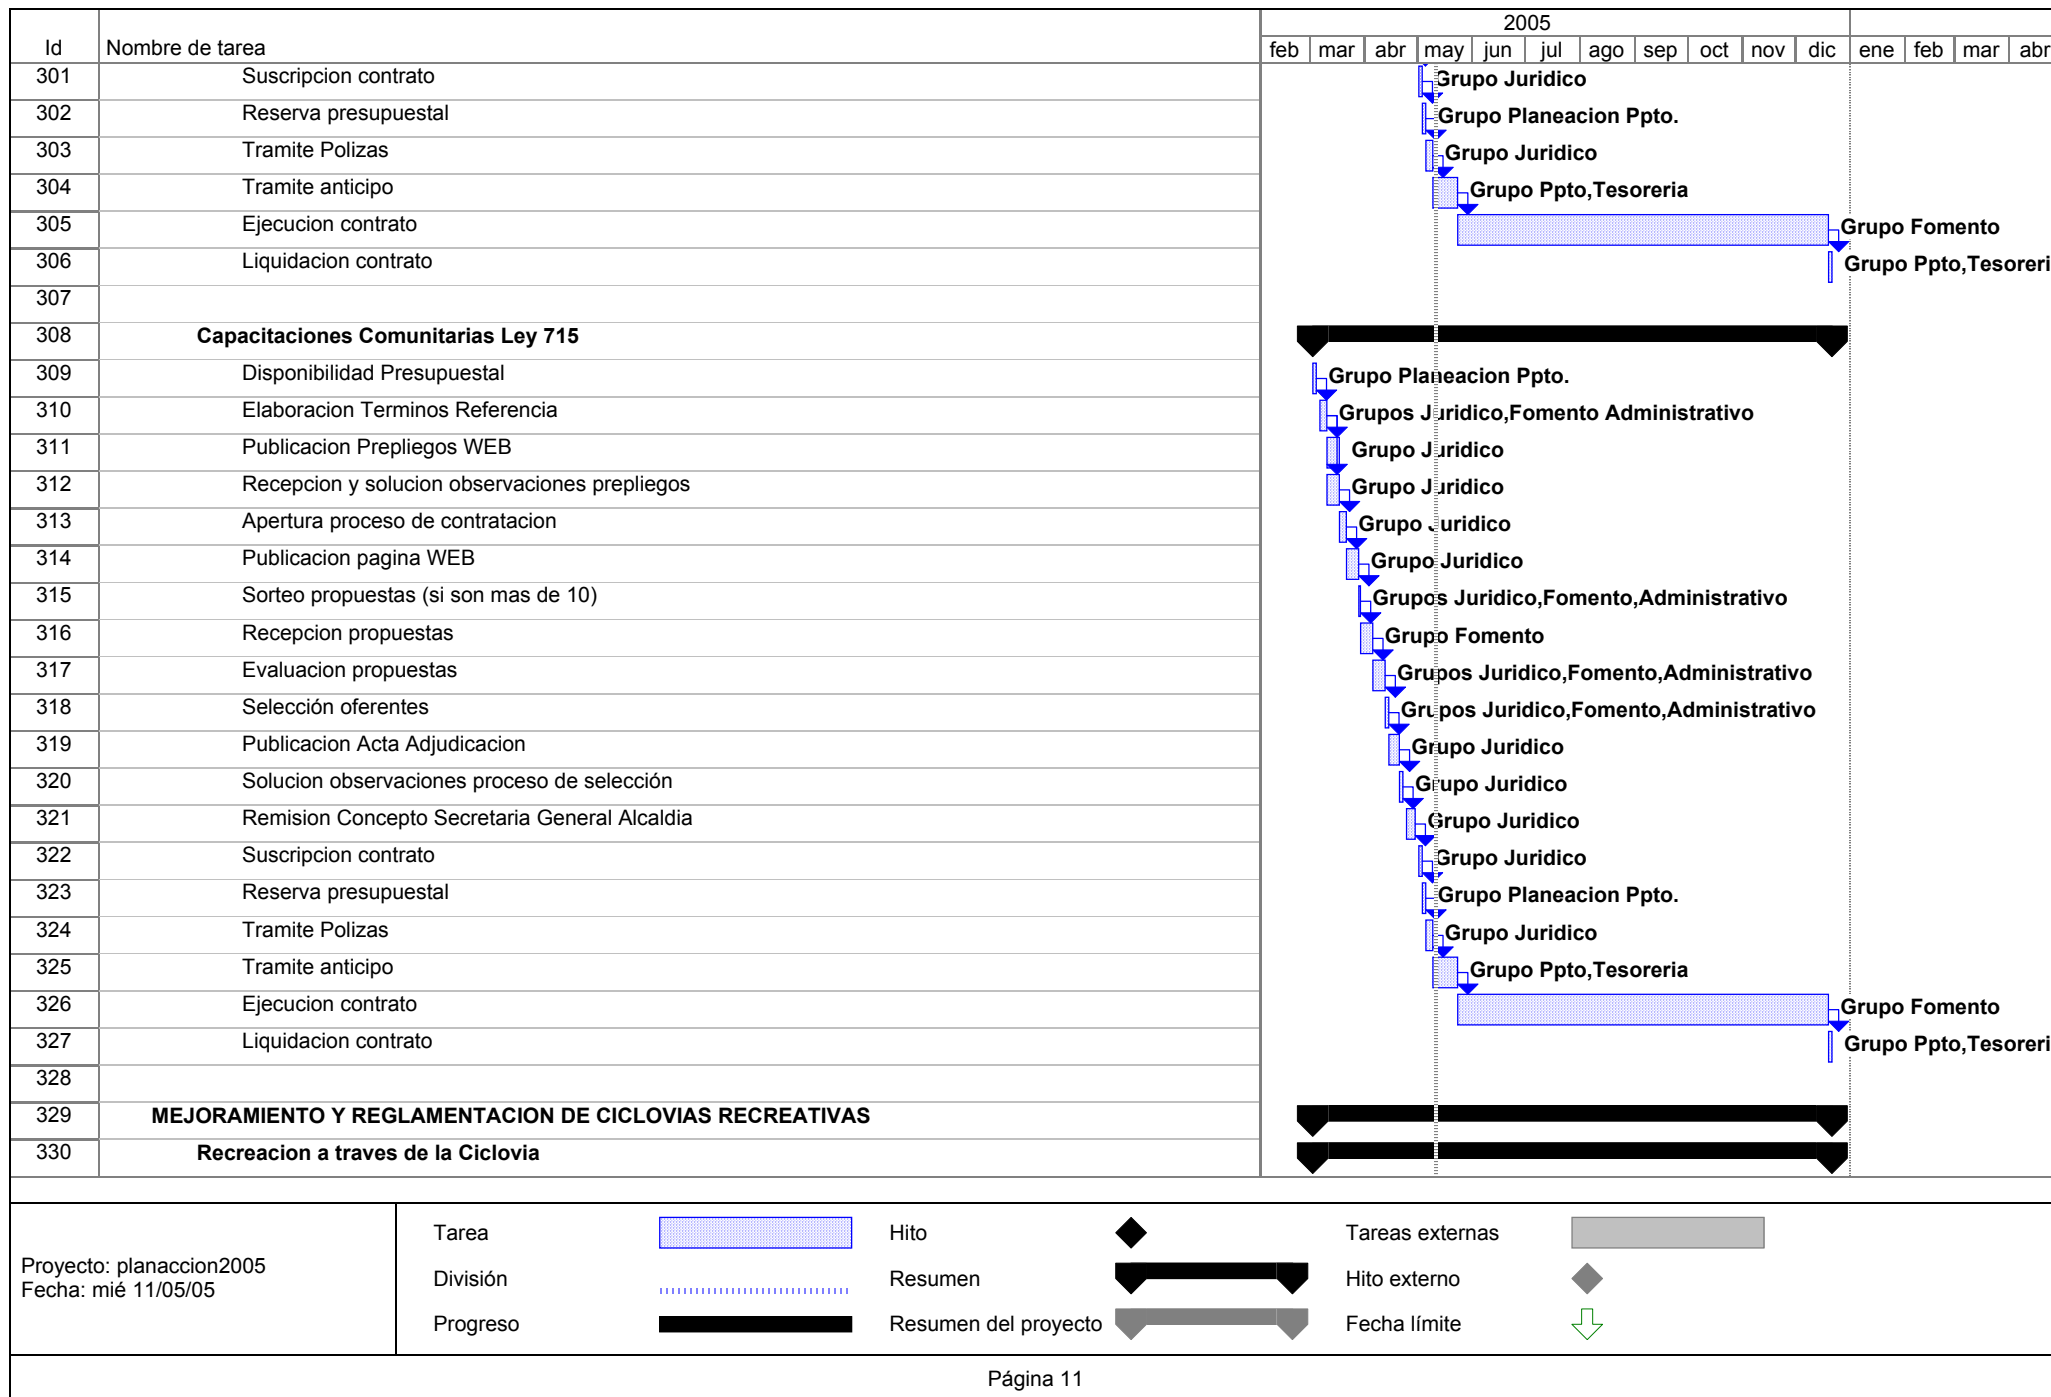 2005
Id Nombre de tarea feb mar abr may jun jul ago sep oct nov dic ene feb mar abr
301 Suscripcion contrato Grupo Juridico
302 Reserva presupuestal Grupo Planeacion Ppto.
303 Tramite Polizas Grupo Juridico
304 Tramite anticipo Grupo Ppto,Tesoreria
305 Ejecucion contrato Grupo Fomento
306 Liquidacion contrato Grupo Ppto,Tesoreri
307
308 Capacitaciones Comunitarias Ley 715
309 Disponibilidad Presupuestal Grupo Planeacion Ppto.
310 Elaboracion Terminos Referencia Grupos Juridico,Fomento Administrativo
311 Publicacion Prepliegos WEB Grupo Juridico
312 Recepcion y solucion observaciones prepliegos Grupo Juridico
313 Apertura proceso de contratacion Grupo Juridico
314 Publicacion pagina WEB Grupo Juridico
315 Sorteo propuestas (si son mas de 10) Grupos Juridico,Fomento,Administrativo
316 Recepcion propuestas Grupo Fomento
317 Evaluacion propuestas Grupos Juridico,Fomento,Administrativo
318 Selección oferentes Grupos Juridico,Fomento,Administrativo
319 Publicacion Acta Adjudicacion Grupo Juridico
320 Solucion observaciones proceso de selección Grupo Juridico
321 Remision Concepto Secretaria General Alcaldia Grupo Juridico
322 Suscripcion contrato Grupo Juridico
323 Reserva presupuestal Grupo Planeacion Ppto.
324 Tramite Polizas Grupo Juridico
325 Tramite anticipo Grupo Ppto,Tesoreria
326 Ejecucion contrato Grupo Fomento
327 Liquidacion contrato Grupo Ppto,Tesoreri
328
329 MEJORAMIENTO Y REGLAMENTACION DE CICLOVIAS RECREATIVAS
330 Recreacion a traves de la Ciclovia
Proyecto: planaccion2005
Fecha: mié 11/05/05
Tarea Hito Tareas externas
División Resumen Hito externo
Progreso Resumen del proyecto Fecha límite
Página 11